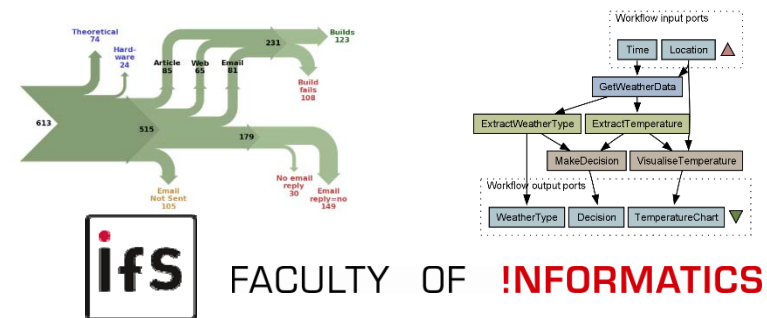 Theoretical
74
Hard-
ware
24
Article
85
Web
65
Email
81
231
Builds
123
Build
fails
108
613
515
179
No email
reply
30
Email
reply=no
149
Email
Not Sent
105
Workflow input ports
Time
Location
GetWeatherData
ExtractWeatherType
ExtractTemperature
MakeDecision
VisualiseTemperature
Workflow output ports
WeatherType
Decision
TemperatureChart
ifs
FACULTY OF !NFORMATICS